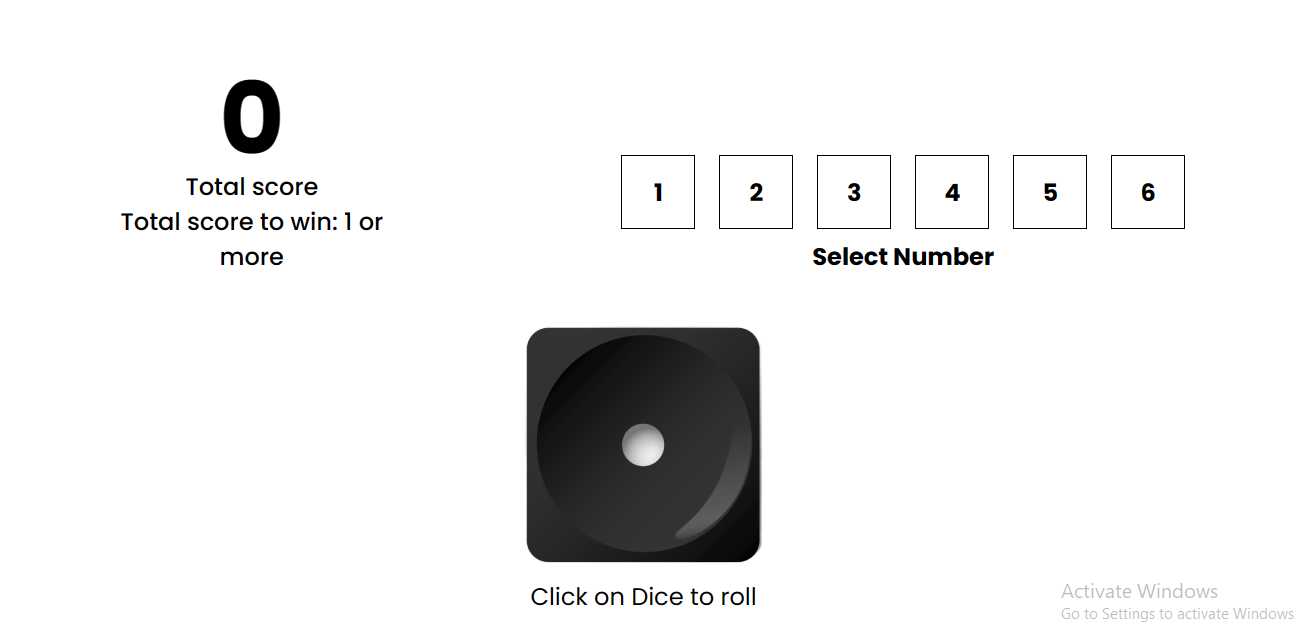 0
Total score
Total score to win: 1 or
more
1 2 3 4 5 6
Select Number
Click on Dice to roll
Activate Windows
Go to Settings to activate Windows